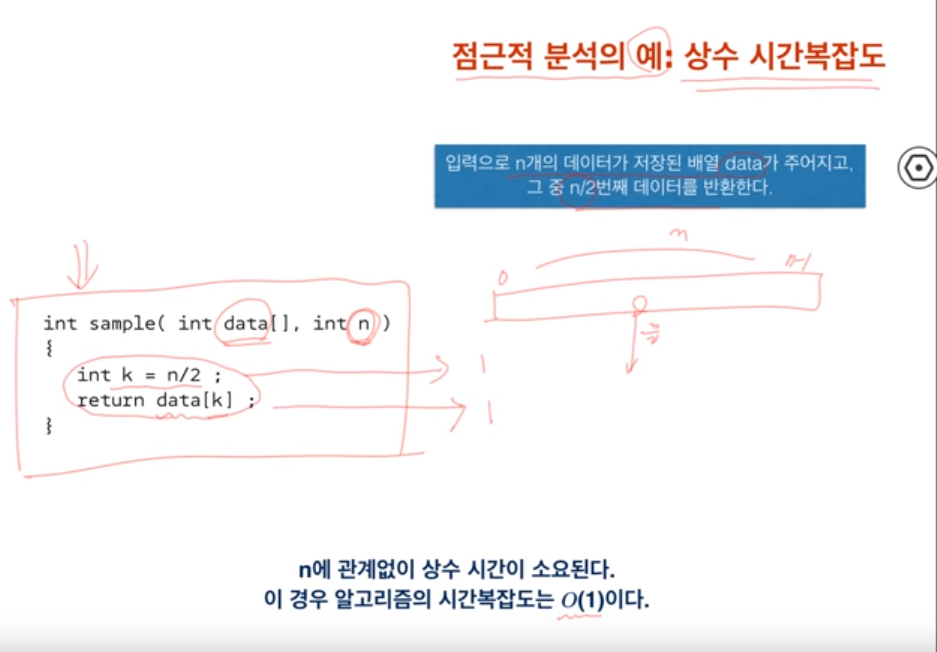 점근적 분석의 예: 상수 시간복잡도
입력으로 n개의 데이터가 저장된 배열 data가 주어지고,
그 중 n/2번째 데이터를 반환한다.
n
0
n-1
n/2
int sample( int data[], int n )
{
int k = n/2 ;
1
return data[k] ;
1
}
n에 관계없이 상수 시간이 소요된다.
이 경우 알고리즘의 시간복잡도는 O(1)이다.